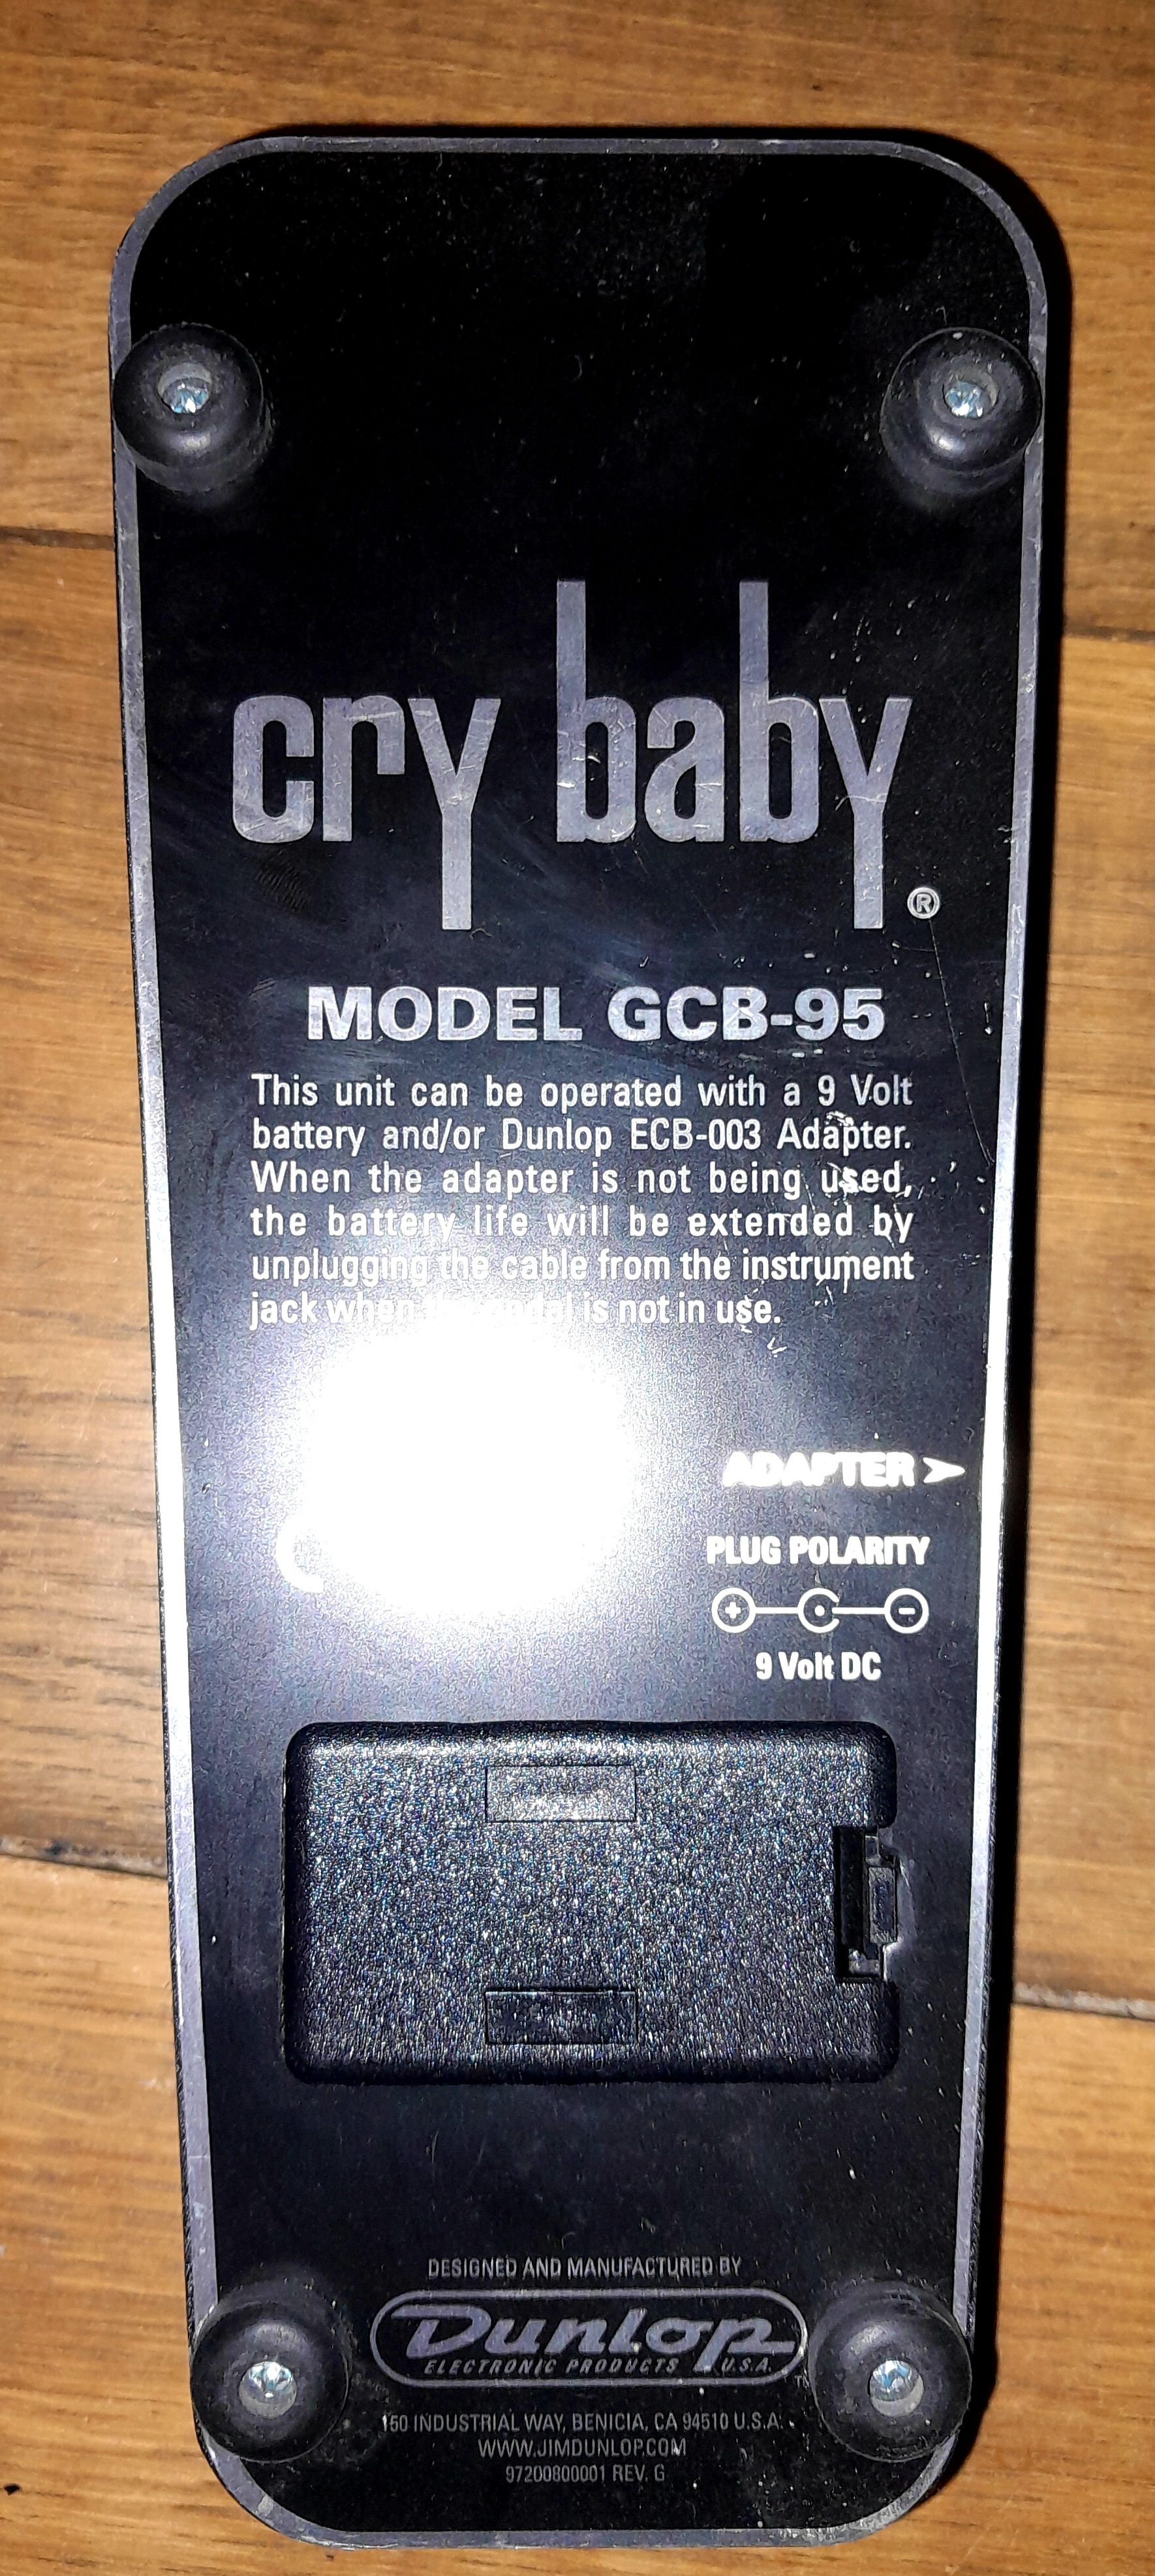 cry baby®
MODEL GCB-95
This unit can be operated with a 9 Volt
battery and/or Dunlop ECB-003 Adapter.
When the adapter is not being used,
the battery life will be extended by
unplugging the cable from the instrument
jack when the pedal is not in use.
ADAPTER >
PLUG POLARITY
+ -
9 Volt DC
DESIGNED AND MANUFACTURED BY
Dunlop
ELECTRONIC PRODUCTS U.S.A.
TM
150 INDUSTRIAL WAY, BENICIA, CA 94510 U.S.A.
WWW.JIMDUNLOP.COM
97200800001 REV. G